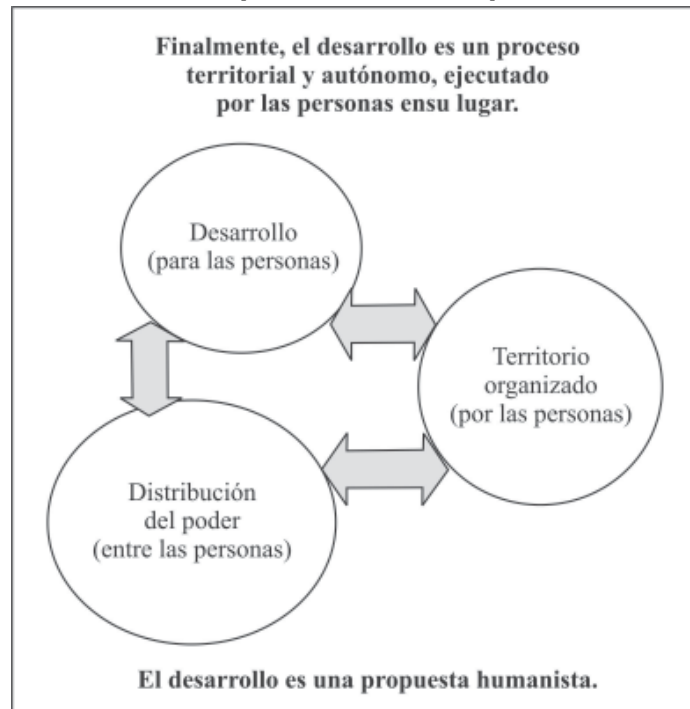 Finalmente, el desarrollo es un proceso
territorial y autónomo, ejecutado
por las personas ensu lugar.
Desarrollo
(para las personas)
Territorio
organizado
(por las personas)
Distribución
del poder
(entre las personas)
El desarrollo es una propuesta humanista.